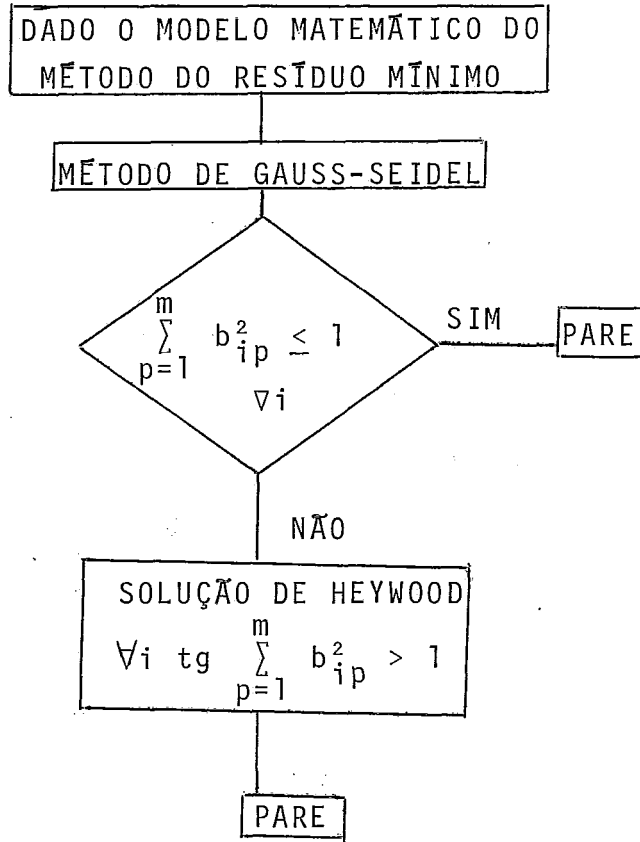 DADO O MODELO MATEMÁTICO DO
MÉTODO DO RESÍDUO MÍNIMO
MÉTODO DE GAUSS-SEIDEL
m
∑ b²ip ≤ 1
p=1
∇i
SIM
PARE
NÃO
SOLUÇÃO DE HEYWOOD
m
∀i tg ∑ b²ip > 1
p=1
PARE